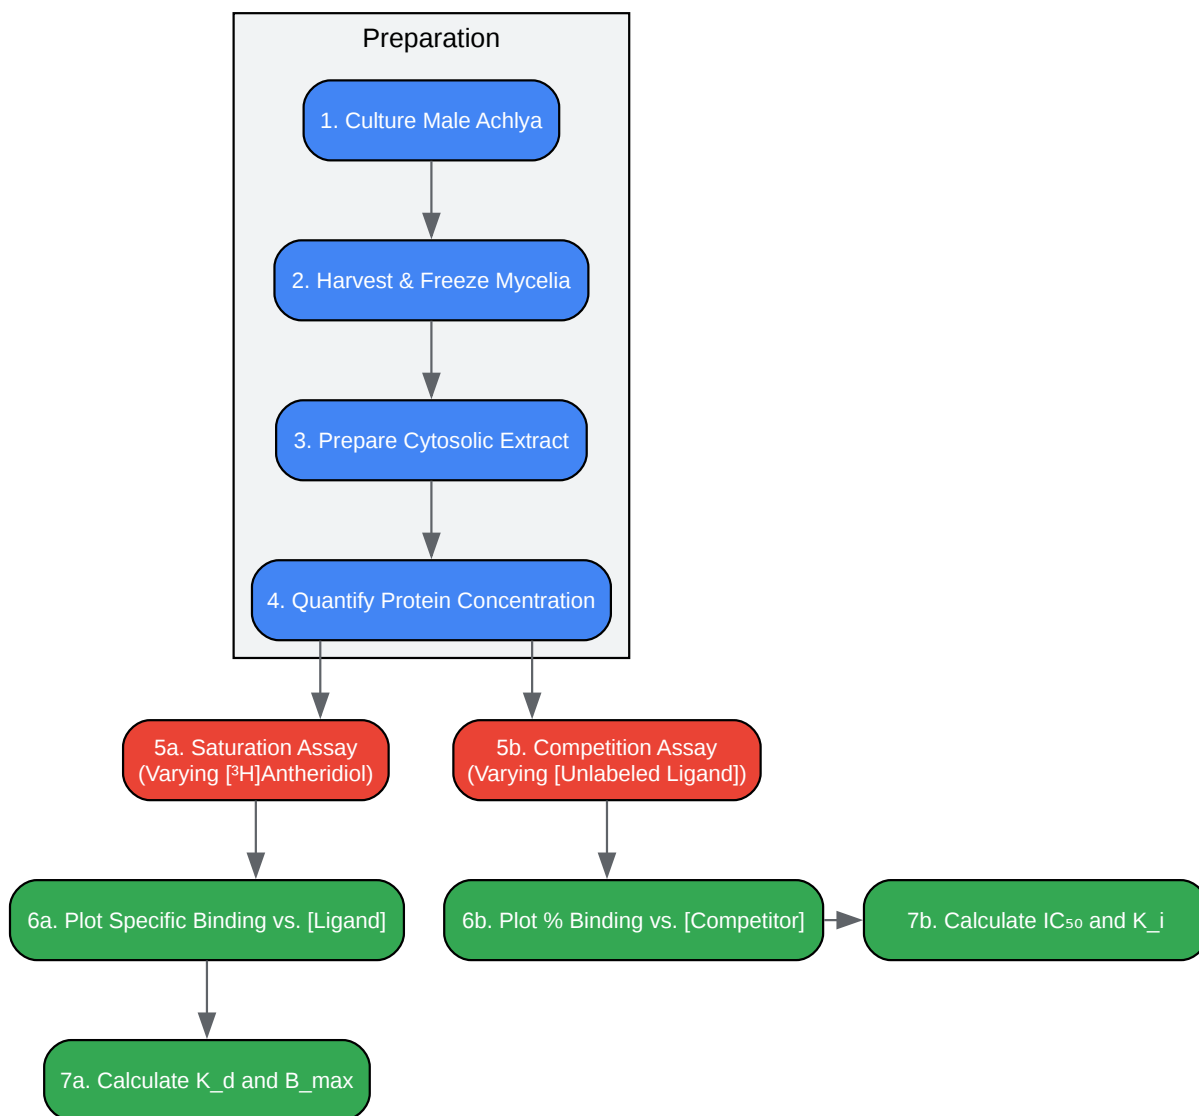 Preparation
1. Culture Male Achlya
2. Harvest & Freeze Mycelia
3. Prepare Cytosolic Extract
4. Quantify Protein Concentration
5a. Saturation Assay
(Varying [³H]Antheridiol)
5b. Competition Assay
(Varying [Unlabeled Ligand])
6a. Plot Specific Binding vs. [Ligand]
6b. Plot % Binding vs. [Competitor]
7b. Calculate IC₅₀ and K_i
7a. Calculate K_d and B_max